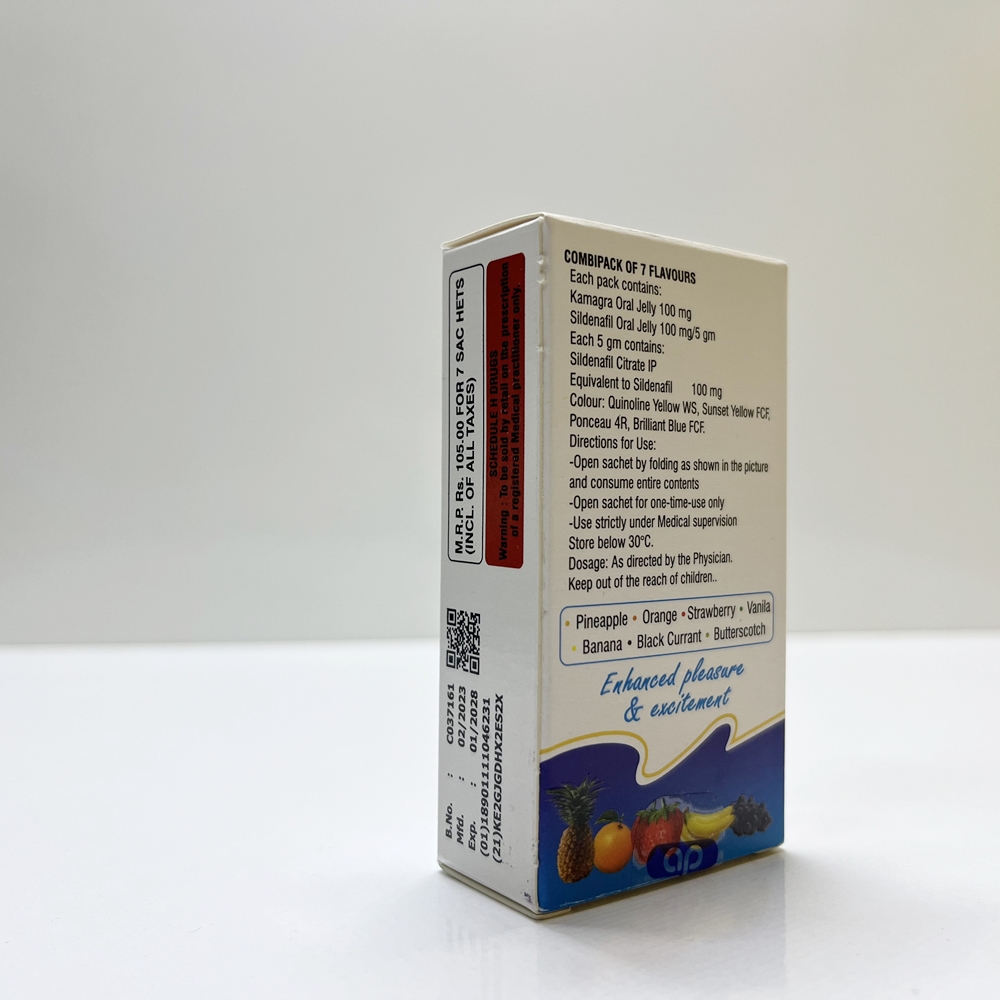 M.R.P. Rs. 105.00 FOR 7 SAC HETS
(INCL. OF ALL TAXES)
SCHEDULE H DRUGS
Warning : To be sold by retail on the prescription
of a registered Medical practitioner only.
B.No. : C037161
Mfd. : 02/2023
Exp. : 01/2028
(01)18901111046231
(21)KE2GJGDHX2ES2X
COMBIPACK OF 7 FLAVOURS
Each pack contains:
Kamagra Oral Jelly 100 mg
Sildenafil Oral Jelly 100 mg/5 gm
Each 5 gm contains:
Sildenafil Citrate IP
Equivalent to Sildenafil 100 mg
Colour: Quinoline Yellow WS, Sunset Yellow FCF,
Ponceau 4R, Brilliant Blue FCF.
Directions for Use:
-Open sachet by folding as shown in the picture
and consume entire contents
-Open sachet for one-time-use only
-Use strictly under Medical supervision
Store below 30°C.
Dosage: As directed by the Physician.
Keep out of the reach of children..
• Pineapple • Orange • Strawberry • Vanila
• Banana • Black Currant • Butterscotch
Enhanced pleasure
& excitement
ap